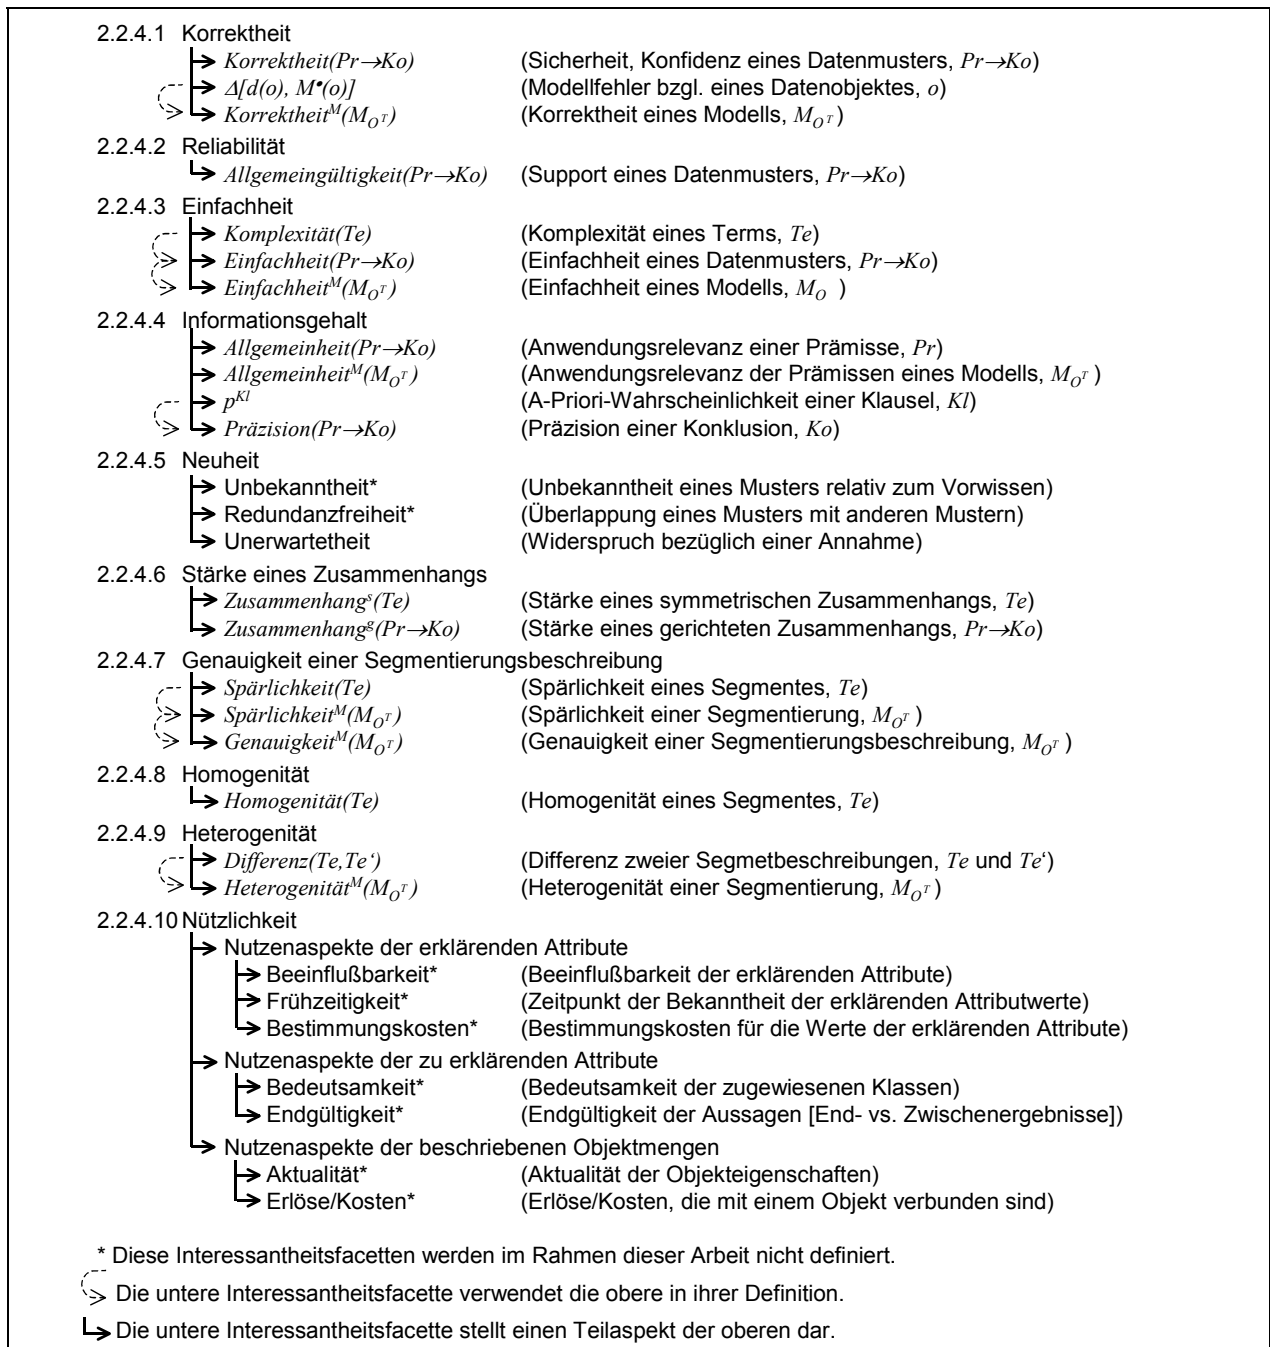 2.2.4.1 Korrektheit
Korrektheit(Pr→Ko) (Sicherheit, Konfidenz eines Datenmusters, Pr→Ko)
Δ[d(o), M•(o)] (Modellfehler bzgl. eines Datenobjektes, o)
Korrektheit^M(M_O^T) (Korrektheit eines Modells, M_O^T)
2.2.4.2 Reliabilität
Allgemeingültigkeit(Pr→Ko) (Support eines Datenmusters, Pr→Ko)
2.2.4.3 Einfachheit
Komplexität(Te) (Komplexität eines Terms, Te)
Einfachheit(Pr→Ko) (Einfachheit eines Datenmusters, Pr→Ko)
Einfachheit^M(M_O^T) (Einfachheit eines Modells, M_O )
2.2.4.4 Informationsgehalt
Allgemeinheit(Pr→Ko) (Anwendungsrelevanz einer Prämisse, Pr)
Allgemeinheit^M(M_O^T) (Anwendungsrelevanz der Prämissen eines Modells, M_O^T )
p^Kl (A-Priori-Wahrscheinlichkeit einer Klausel, Kl)
Präzision(Pr→Ko) (Präzision einer Konklusion, Ko)
2.2.4.5 Neuheit
Unbekanntheit* (Unbekanntheit eines Musters relativ zum Vorwissen)
Redundanzfreiheit* (Überlappung eines Musters mit anderen Mustern)
Unerwartetheit (Widerspruch bezüglich einer Annahme)
2.2.4.6 Stärke eines Zusammenhangs
Zusammenhang^s(Te) (Stärke eines symmetrischen Zusammenhangs, Te)
Zusammenhang^g(Pr→Ko) (Stärke eines gerichteten Zusammenhangs, Pr→Ko)
2.2.4.7 Genauigkeit einer Segmentierungsbeschreibung
Spärlichkeit(Te) (Spärlichkeit eines Segmentes, Te)
Spärlichkeit^M(M_O^T) (Spärlichkeit einer Segmentierung, M_O^T )
Genauigkeit^M(M_O^T) (Genauigkeit einer Segmentierungsbeschreibung, M_O^T )
2.2.4.8 Homogenität
Homogenität(Te) (Homogenität eines Segmentes, Te)
2.2.4.9 Heterogenität
Differenz(Te,Te‘) (Differenz zweier Segmetbeschreibungen, Te und Te‘)
Heterogenität^M(M_O^T) (Heterogenität einer Segmentierung, M_O^T )
2.2.4.10 Nützlichkeit
Nutzenaspekte der erklärenden Attribute
Beeinflußbarkeit* (Beeinflußbarkeit der erklärenden Attribute)
Frühzeitigkeit* (Zeitpunkt der Bekanntheit der erklärenden Attributwerte)
Bestimmungskosten* (Bestimmungskosten für die Werte der erklärenden Attribute)
Nutzenaspekte der zu erklärenden Attribute
Bedeutsamkeit* (Bedeutsamkeit der zugewiesenen Klassen)
Endgültigkeit* (Endgültigkeit der Aussagen [End- vs. Zwischenergebnisse])
Nutzenaspekte der beschriebenen Objektmengen
Aktualität* (Aktualität der Objekteigenschaften)
Erlöse/Kosten* (Erlöse/Kosten, die mit einem Objekt verbunden sind)
* Diese Interessantheitsfacetten werden im Rahmen dieser Arbeit nicht definiert.
Die untere Interessantheitsfacette verwendet die obere in ihrer Definition.
Die untere Interessantheitsfacette stellt einen Teilaspekt der oberen dar.